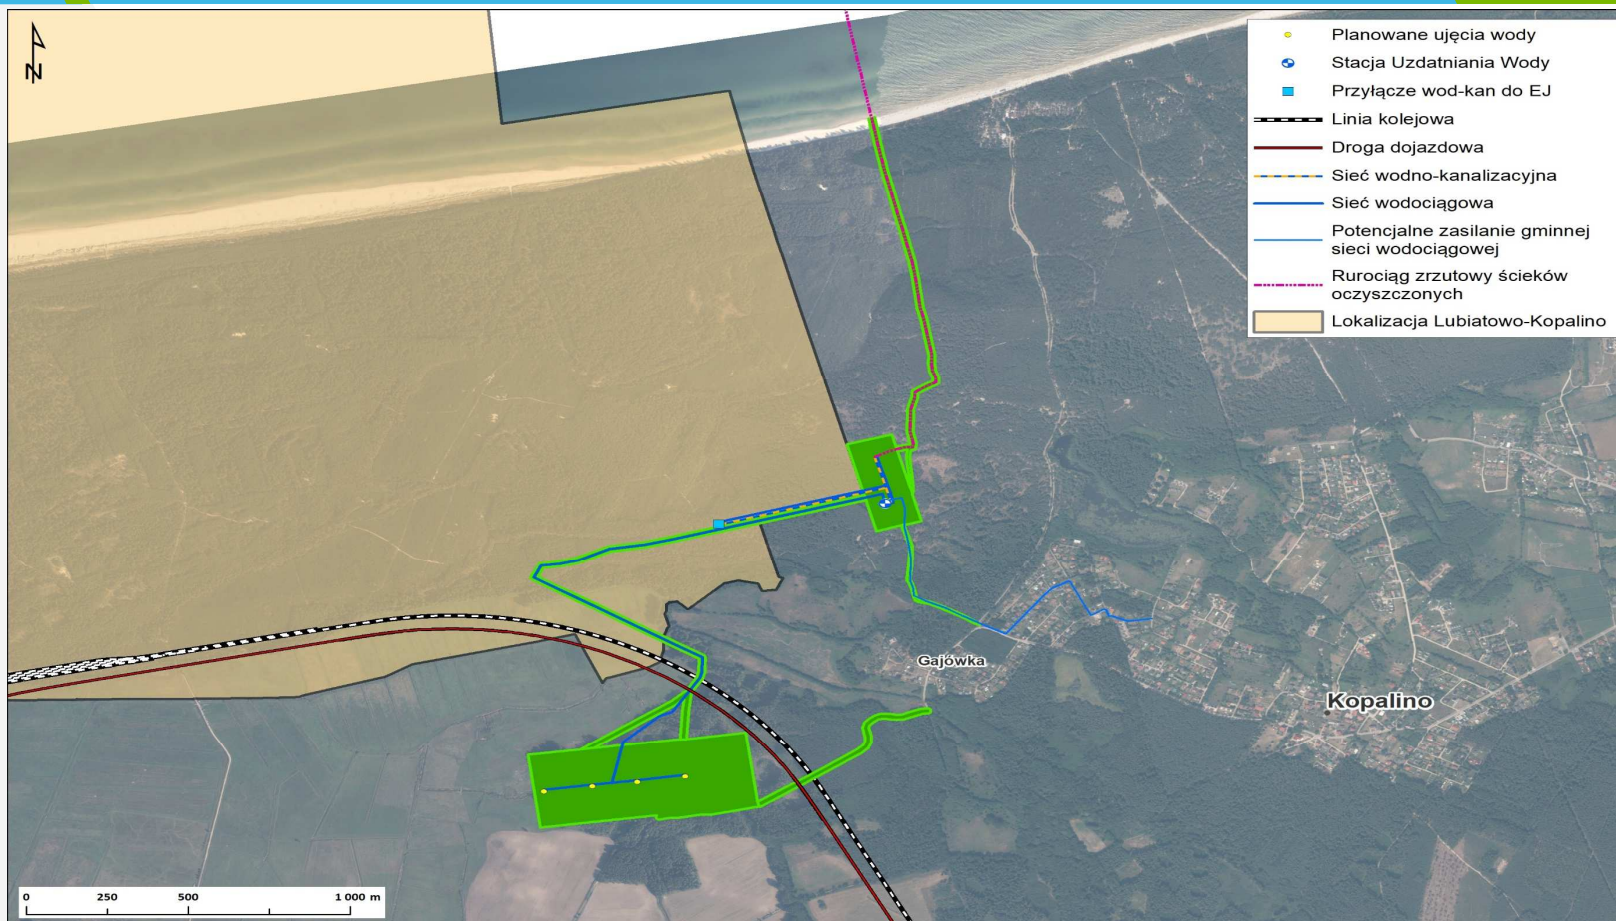 N
Planowane ujęcia wody
Stacja Uzdatniania Wody
Przyłącze wod-kan do EJ
Linia kolejowa
Droga dojazdowa
Sieć wodno-kanalizacyjna
Sieć wodociągowa
Potencjalne zasilanie gminnej
sieci wodociągowej
Rurociąg zrzutowy ścieków
oczyszczonych
Lokalizacja Lubiatowo-Kopalino
Gajówka
Kopalino
0 250 500 1 000 m